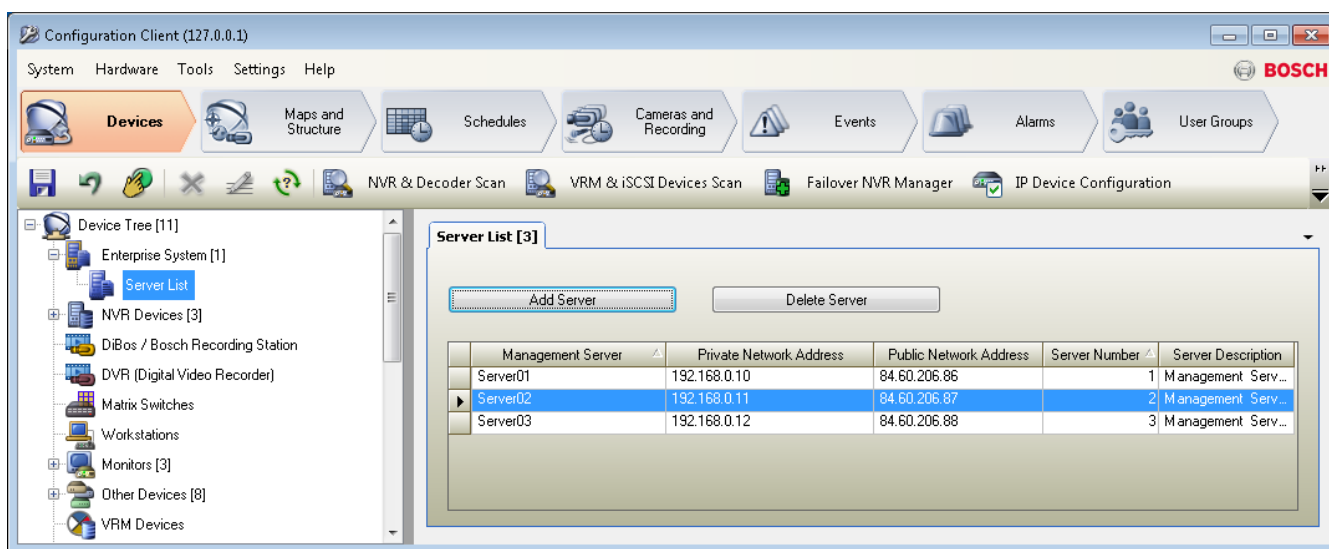 Configuration Client (127.0.0.1)
System Hardware Tools Settings Help
BOSCH
Devices
Maps and
Structure
Schedules
Cameras and
Recording
Events
Alarms
User Groups
NVR & Decoder Scan
VRM & iSCSI Devices Scan
Failover NVR Manager
IP Device Configuration
Device Tree [11]
Enterprise System [1]
Server List
NVR Devices [3]
DiBos / Bosch Recording Station
DVR (Digital Video Recorder)
Matrix Switches
Workstations
Monitors [3]
Other Devices [8]
VRM Devices
Server List [3]
Add Server Delete Server
Management Server Private Network Address Public Network Address Server Number Server Description
Server01 192.168.0.10 84.60.206.86 1 Management Serv...
Server02 192.168.0.11 84.60.206.87 2 Management Serv...
Server03 192.168.0.12 84.60.206.88 3 Management Serv...